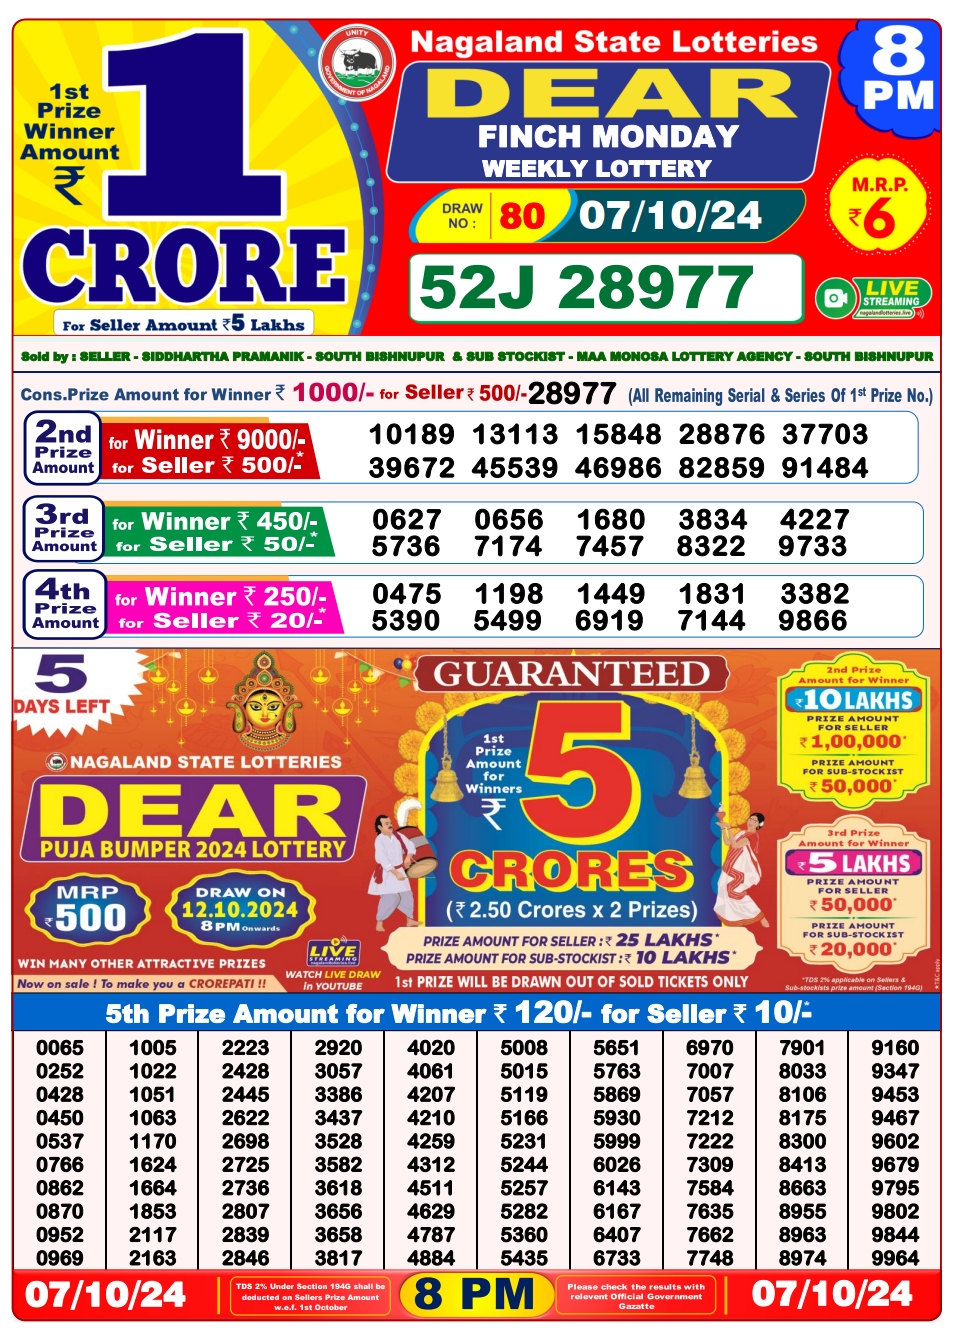 1st
Prize
Winner
Amount
₹
1
CRORE
For Seller Amount ₹5 Lakhs
UNITY
GOVERNMENT OF NAGALAND
Nagaland State Lotteries
DEAR
FINCH MONDAY
WEEKLY LOTTERY
8
PM
DRAW
NO :
80
07/10/24
M.R.P.
₹6
52J 28977
LIVE
STREAMING
nagalandlotteries.live
Sold by : SELLER - SIDDHARTHA PRAMANIK - SOUTH BISHNUPUR & SUB STOCKIST - MAA MONOSA LOTTERY AGENCY - SOUTH BISHNUPUR
Cons.Prize Amount for Winner ₹ 1000/- for Seller ₹ 500/- 28977 (All Remaining Serial & Series Of 1st Prize No.)
2nd
Prize
Amount
for Winner ₹ 9000/-
for Seller ₹ 500/-*
10189 13113 15848 28876 37703
39672 45539 46986 82859 91484
3rd
Prize
Amount
for Winner ₹ 450/-
for Seller ₹ 50/-*
0627 0656 1680 3834 4227
5736 7174 7457 8322 9733
4th
Prize
Amount
for Winner ₹ 250/-
for Seller ₹ 20/-*
0475 1198 1449 1831 3382
5390 5499 6919 7144 9866
5
DAYS LEFT
NAGALAND STATE LOTTERIES
DEAR
PUJA BUMPER 2024 LOTTERY
MRP
₹500
DRAW ON
12.10.2024
8PM Onwards
WIN MANY OTHER ATTRACTIVE PRIZES
Now on sale ! To make you a CROREPATI !!
LIVE
STREAMING
nagalandlotteries.live
WATCH LIVE DRAW
in YOUTUBE
GUARANTEED
1st
Prize
Amount
for
Winners
₹
5
CRORES
(₹ 2.50 Crores x 2 Prizes)
PRIZE AMOUNT FOR SELLER :₹ 25 LAKHS*
PRIZE AMOUNT FOR SUB-STOCKIST :₹ 10 LAKHS*
1st PRIZE WILL BE DRAWN OUT OF SOLD TICKETS ONLY
2nd Prize
Amount for Winner
₹10 LAKHS
PRIZE AMOUNT
FOR SELLER
₹ 1,00,000*
PRIZE AMOUNT
FOR SUB-STOCKIST
₹ 50,000*
3rd Prize
Amount for Winner
₹5 LAKHS
PRIZE AMOUNT
FOR SELLER
₹ 50,000*
PRIZE AMOUNT
FOR SUB-STOCKIST
₹ 20,000*
*TDS 2% applicable on Sellers &
Sub-stockists prize amount (Section 194G)
*T&C apply
5th Prize Amount for Winner ₹ 120/- for Seller ₹ 10/-*
0065 1005 2223 2920 4020 5008 5651 6970 7901 9160
0252 1022 2428 3057 4061 5015 5763 7007 8033 9347
0428 1051 2445 3386 4207 5119 5869 7057 8106 9453
0450 1063 2622 3437 4210 5166 5930 7212 8175 9467
0537 1170 2698 3528 4259 5231 5999 7222 8300 9602
0766 1624 2725 3582 4312 5244 6026 7309 8413 9679
0862 1664 2736 3618 4511 5257 6143 7584 8663 9795
0870 1853 2807 3656 4629 5282 6167 7635 8955 9802
0952 2117 2839 3658 4787 5360 6407 7662 8963 9844
0969 2163 2846 3817 4884 5435 6733 7748 8974 9964
07/10/24
TDS 2% Under Section 194G shall be
deducted on Sellers Prize Amount
w.e.f. 1st October
8 PM
Please check the results with
relevent Official Government
Gazatte
07/10/24